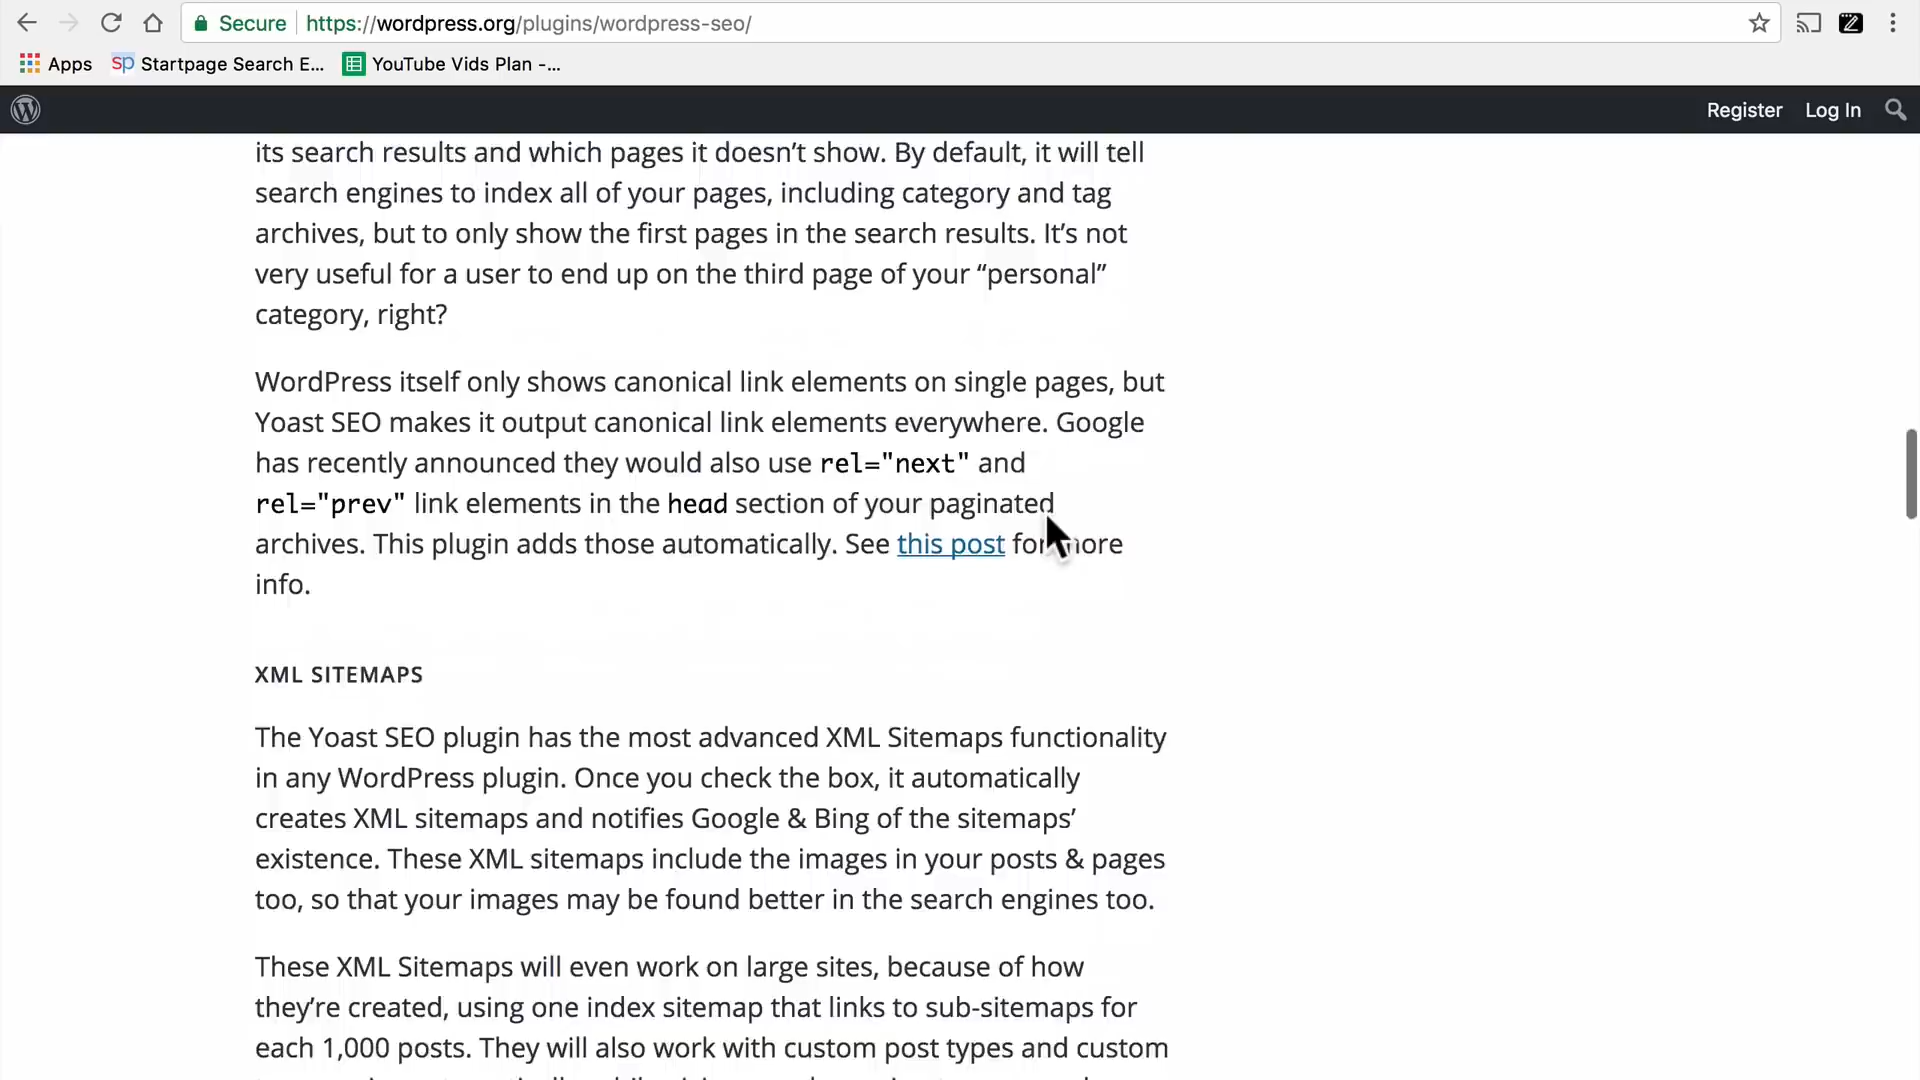 Secure https://wordpress.org/plugins/wordpress-seo/
Apps Startpage Search E... YouTube Vids Plan -...
Register Log In
its search results and which pages it doesn’t show. By default, it will tell
search engines to index all of your pages, including category and tag
archives, but to only show the first pages in the search results. It’s not
very useful for a user to end up on the third page of your “personal”
category, right?
WordPress itself only shows canonical link elements on single pages, but
Yoast SEO makes it output canonical link elements everywhere. Google
has recently announced they would also use rel="next" and
rel="prev" link elements in the head section of your paginated
archives. This plugin adds those automatically. See this post for more
info.
XML SITEMAPS
The Yoast SEO plugin has the most advanced XML Sitemaps functionality
in any WordPress plugin. Once you check the box, it automatically
creates XML sitemaps and notifies Google & Bing of the sitemaps’
existence. These XML sitemaps include the images in your posts & pages
too, so that your images may be found better in the search engines too.
These XML Sitemaps will even work on large sites, because of how
they’re created, using one index sitemap that links to sub-sitemaps for
each 1,000 posts. They will also work with custom post types and custom